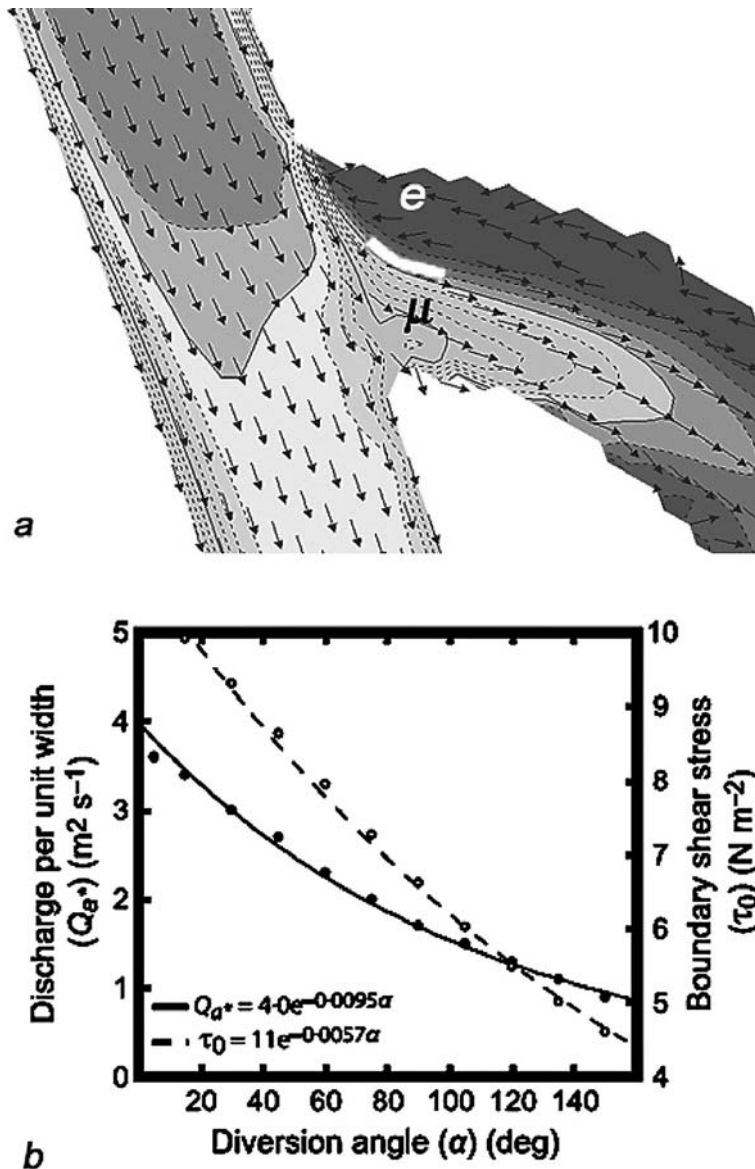 e
μ
a
5
4
3
2
1
0
10
9
8
7
6
5
4
Discharge per unit width
(Qa*) (m2 s−1)
Boundary shear stress
(τ0) (N m−2)
Qa* = 4·0e−0·0095α
τ0 = 11e−0·0057α
20 40 60 80 100 120 140
Diversion angle (α) (deg)
b